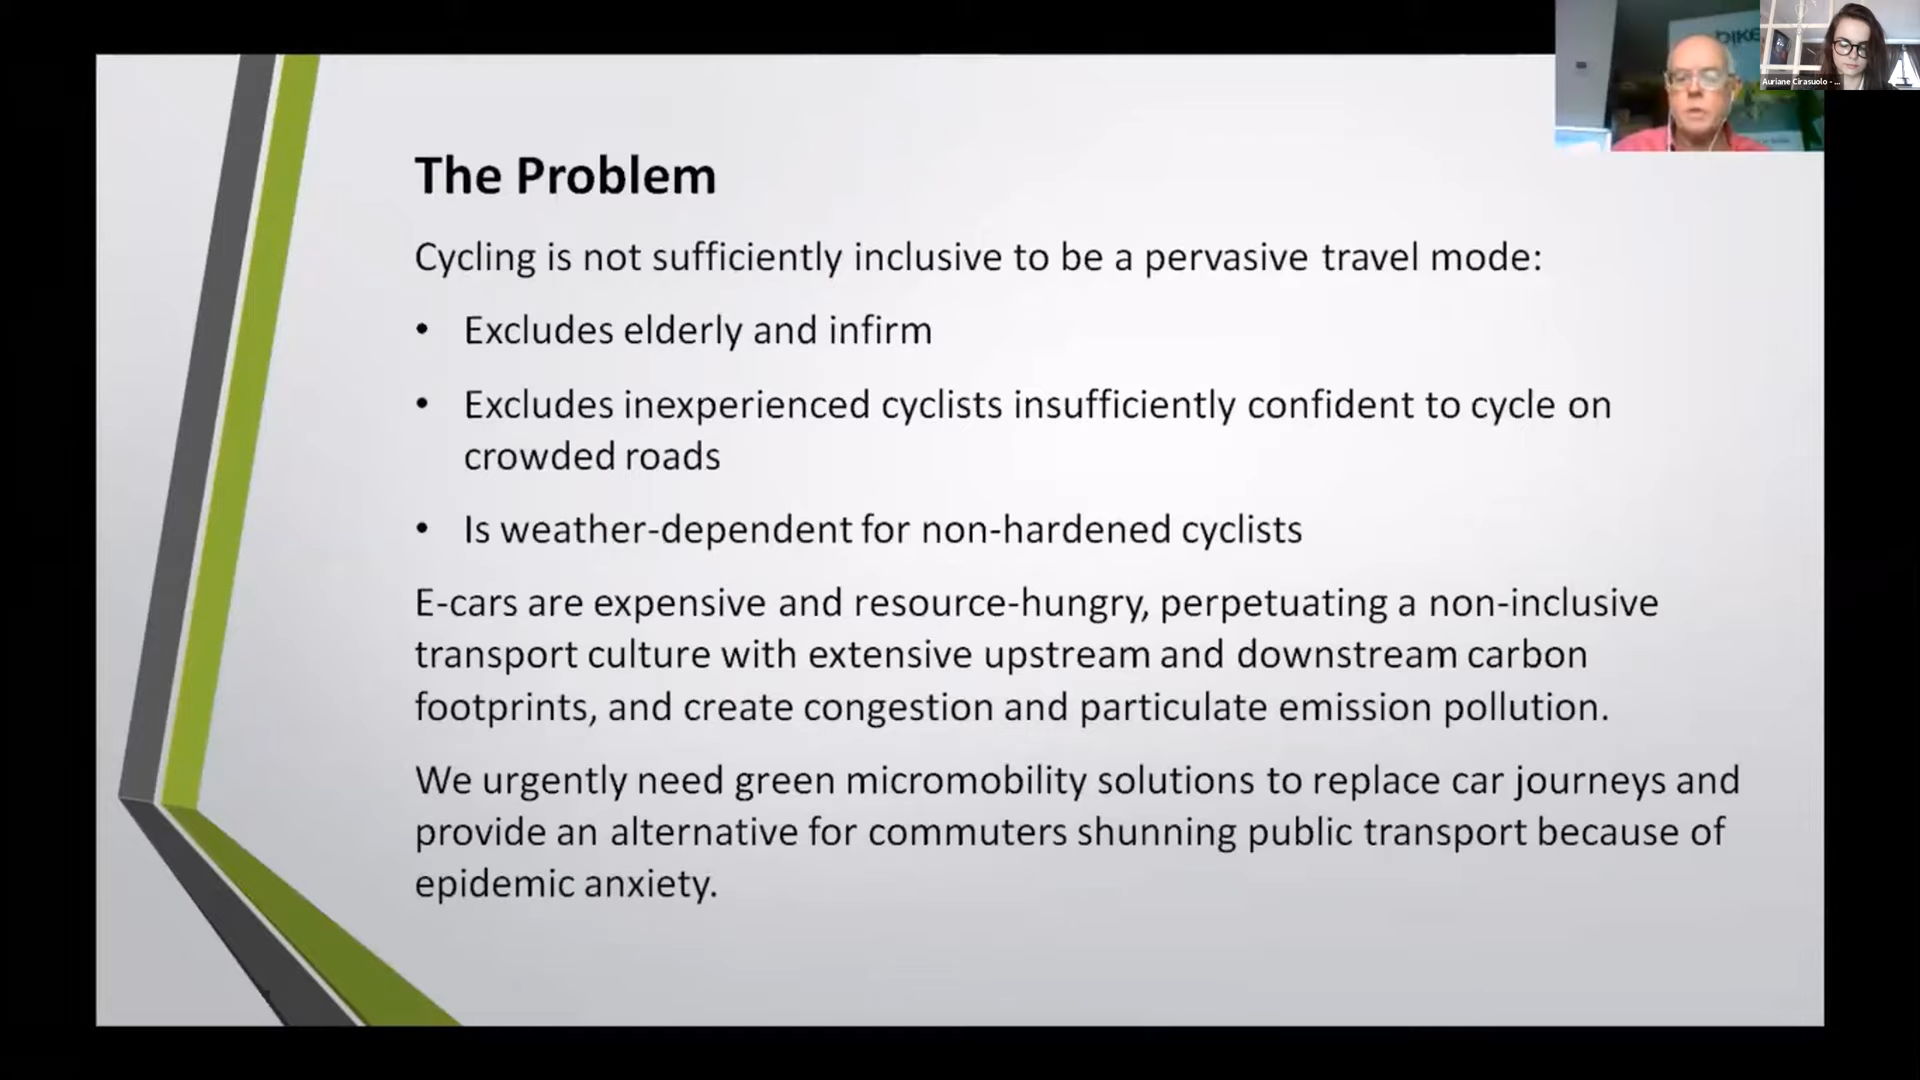 bike
Auriane Cirasuolo - ...
The Problem
Cycling is not sufficiently inclusive to be a pervasive travel mode:
• Excludes elderly and infirm
• Excludes inexperienced cyclists insufficiently confident to cycle on
crowded roads
• Is weather-dependent for non-hardened cyclists
E-cars are expensive and resource-hungry, perpetuating a non-inclusive
transport culture with extensive upstream and downstream carbon
footprints, and create congestion and particulate emission pollution.
We urgently need green micromobility solutions to replace car journeys and
provide an alternative for commuters shunning public transport because of
epidemic anxiety.